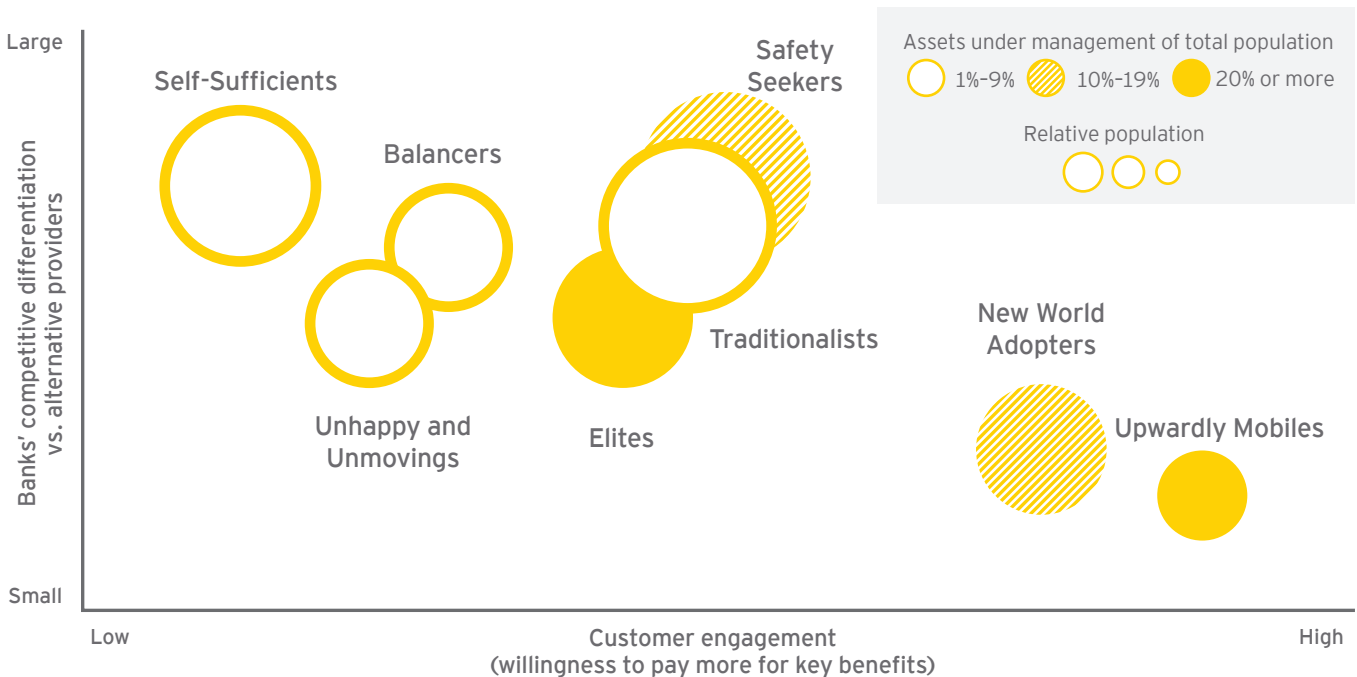 Large
Banks' competitive differentiation
vs. alternative providers
Small
Self-Sufficients
Balancers
Safety
Seekers
Unhappy and
Unmovings
Elites
Traditionalists
New World
Adopters
Upwardly Mobiles
Assets under management of total population
1%–9%
10%–19%
20% or more
Relative population
Low
Customer engagement
(willingness to pay more for key benefits)
High